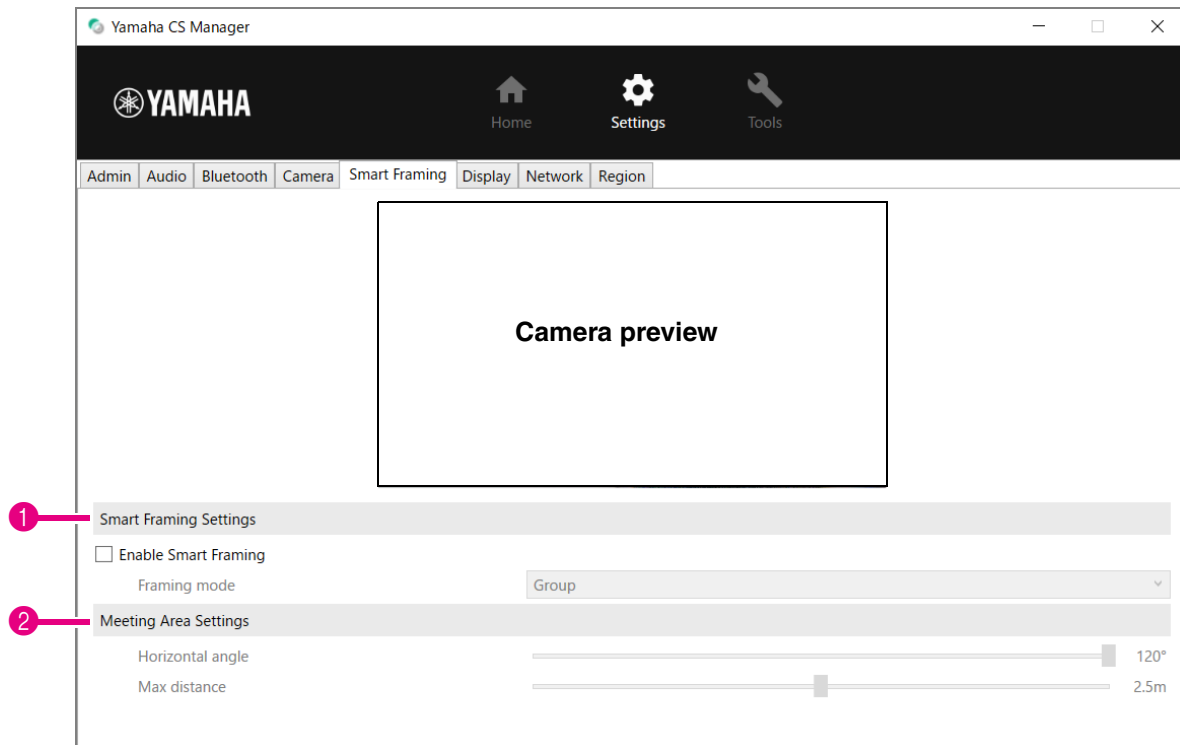 Yamaha CS Manager
YAMAHA
Home Settings Tools
Admin Audio Bluetooth Camera Smart Framing Display Network Region
Camera preview
1 Smart Framing Settings
Enable Smart Framing
Framing mode Group
2 Meeting Area Settings
Horizontal angle 120°
Max distance 2.5m